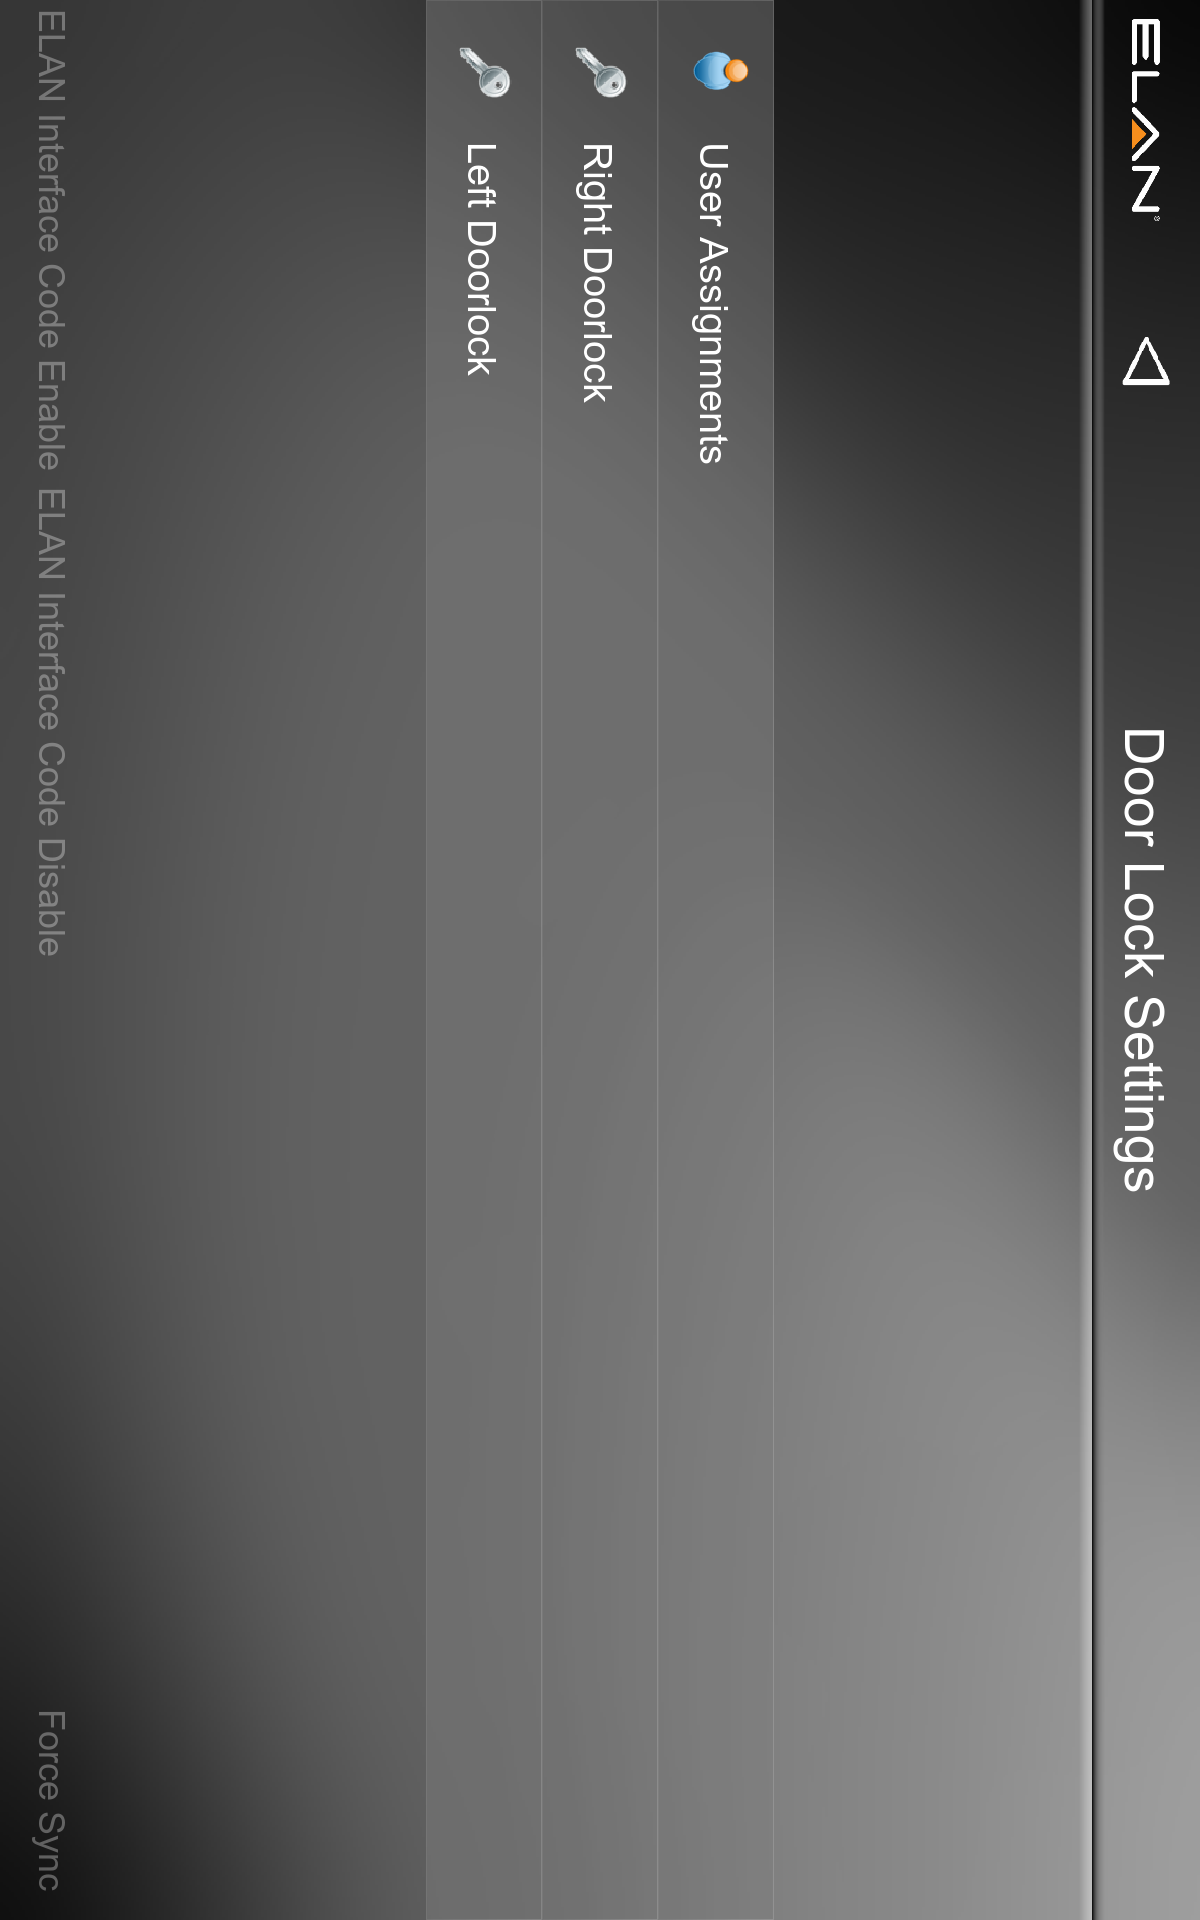 ELAN
Door Lock Settings
User Assignments
Right Doorlock
Left Doorlock
ELAN Interface Code Enable ELAN Interface Code Disable
Force Sync